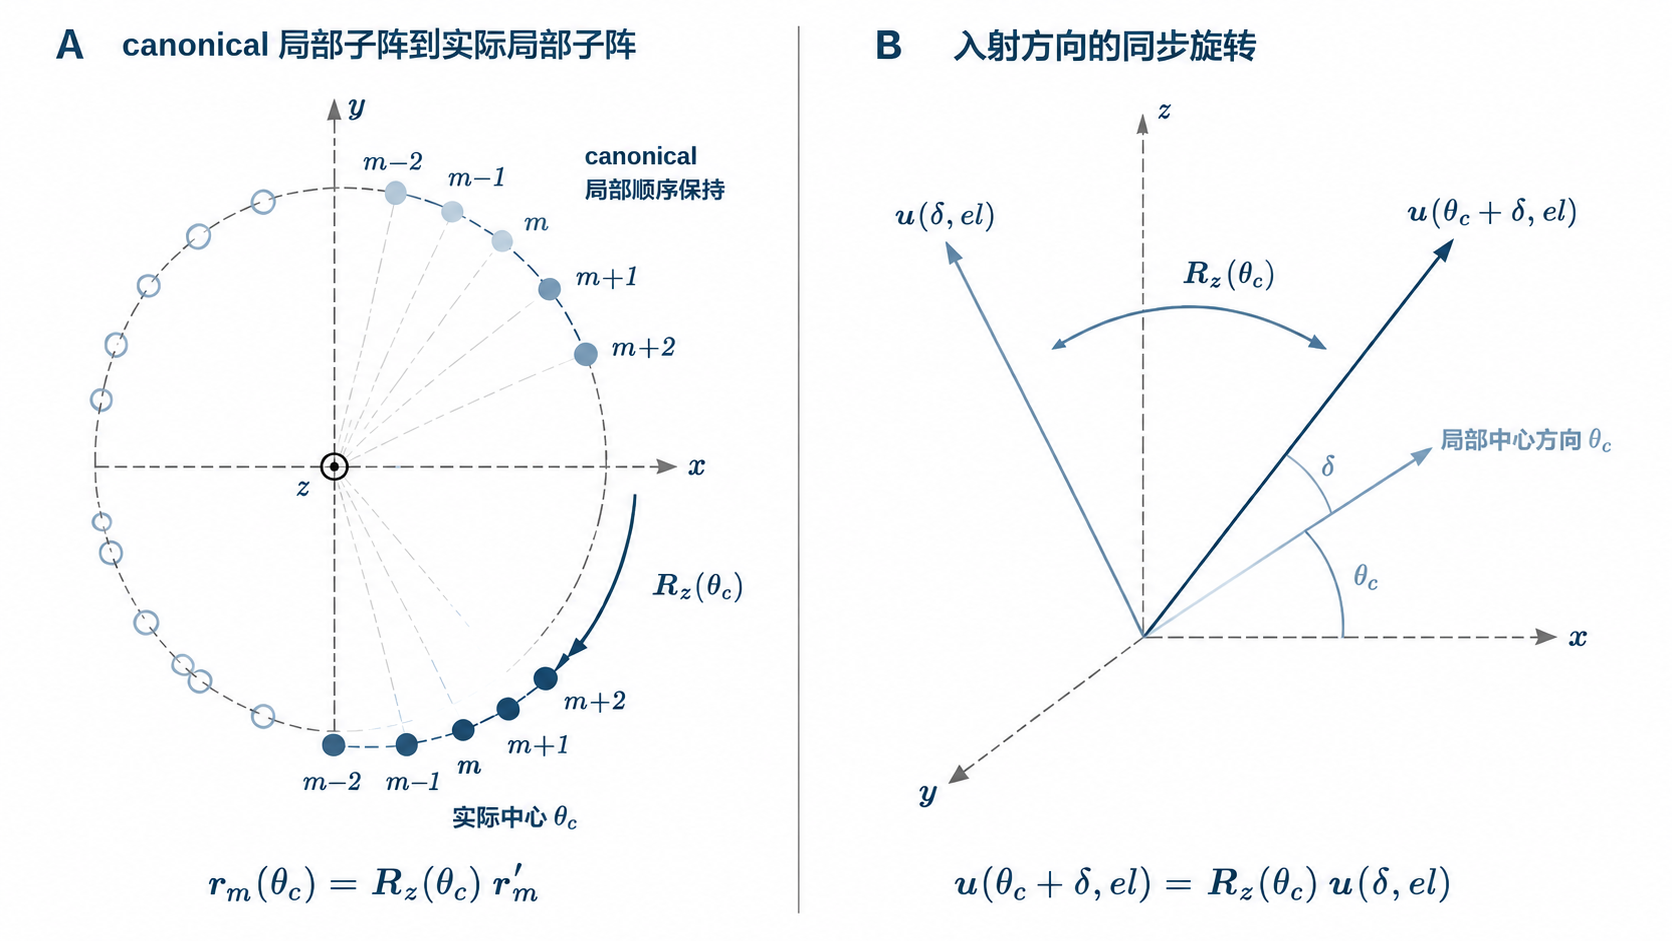 A canonical 局部子阵到实际局部子阵
y
m−2
m−1
m
m+1
m+2
canonical
局部顺序保持
x
z
R_z(θ_c)
m+2
m+1
m
m−1
m−2
实际中心 θ_c
r_m(θ_c) = R_z(θ_c) r′_m
B 入射方向的同步旋转
z
u(δ, el)
u(θ_c + δ, el)
R_z(θ_c)
局部中心方向 θ_c
δ
θ_c
x
y
u(θ_c + δ, el) = R_z(θ_c) u(δ, el)